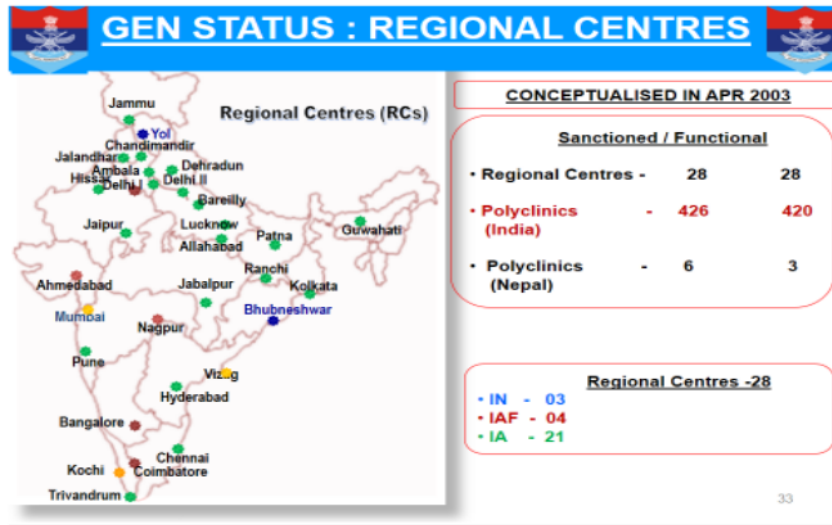 GEN STATUS : REGIONAL CENTRES
Regional Centres (RCs)
Jammu
Yol
Chandimandir
Jalandhar
Ambala
Dehradun
Hissar
Delhi I
Delhi II
Bareilly
Jaipur
Lucknow
Allahabad
Patna
Guwahati
Ranchi
Ahmedabad
Jabalpur
Kolkata
Mumbai
Bhubneshwar
Nagpur
Pune
Vizag
Hyderabad
Bangalore
Chennai
Kochi
Coimbatore
Trivandrum
CONCEPTUALISED IN APR 2003
Sanctioned / Functional
• Regional Centres - 28 28
• Polyclinics - 426 420
(India)
• Polyclinics - 6 3
(Nepal)
Regional Centres -28
• IN - 03
• IAF - 04
• IA - 21
33